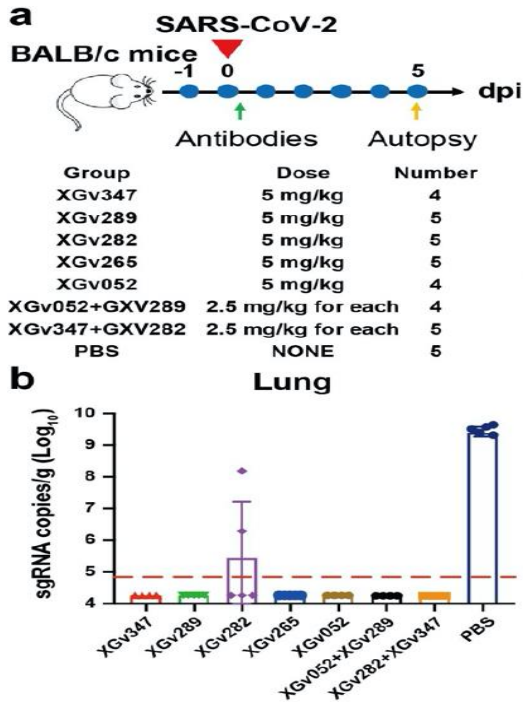 a
SARS-CoV-2
BALB/c mice
-1 0 5
dpi
Antibodies Autopsy
Group Dose Number
XGv347 5 mg/kg 4
XGv289 5 mg/kg 5
XGv282 5 mg/kg 5
XGv265 5 mg/kg 5
XGv052 5 mg/kg 4
XGv052+GXV289 2.5 mg/kg for each 4
XGv347+GXV282 2.5 mg/kg for each 5
PBS NONE 5
b
Lung
sgRNA copies/g (Log10)
10
9
8
7
6
5
4
XGv347 XGv289 XGv282 XGv265 XGv052 XGv052+XGv289 XGv282+XGv347 PBS